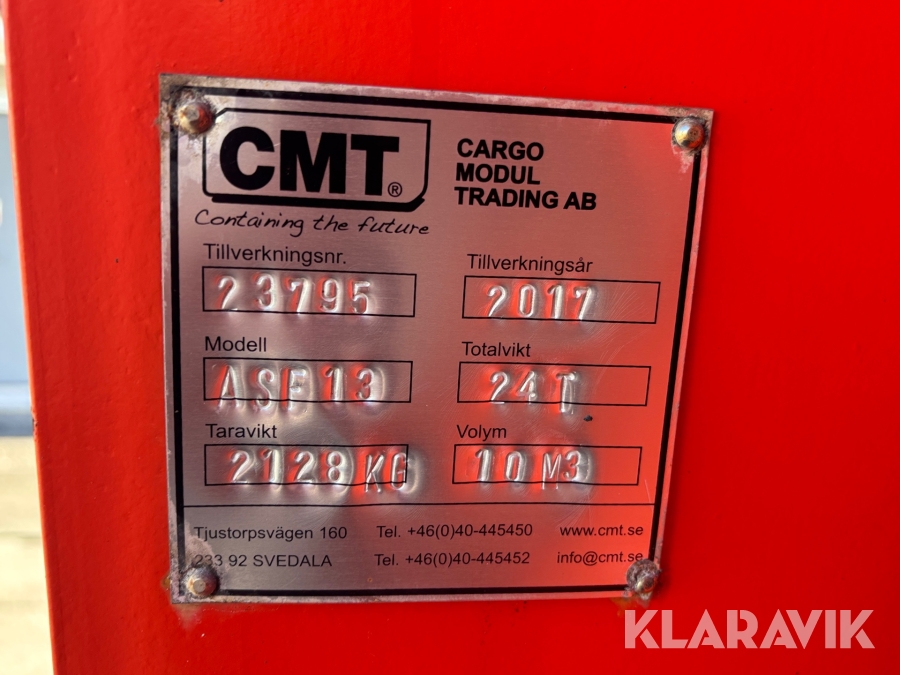 CMT®
Containing the future
CARGO
MODUL
TRADING AB
Tillverkningsnr.
23795
Tillverkningsår
2017
Modell
ASF13
Totalvikt
24T
Taravikt
2128KG
Volym
10M3
Tjustorpsvägen 160 Tel. +46(0)40-445450 www.cmt.se
233 92 SVEDALA Tel. +46(0)40-445452 info@cmt.se
KLARAVIK